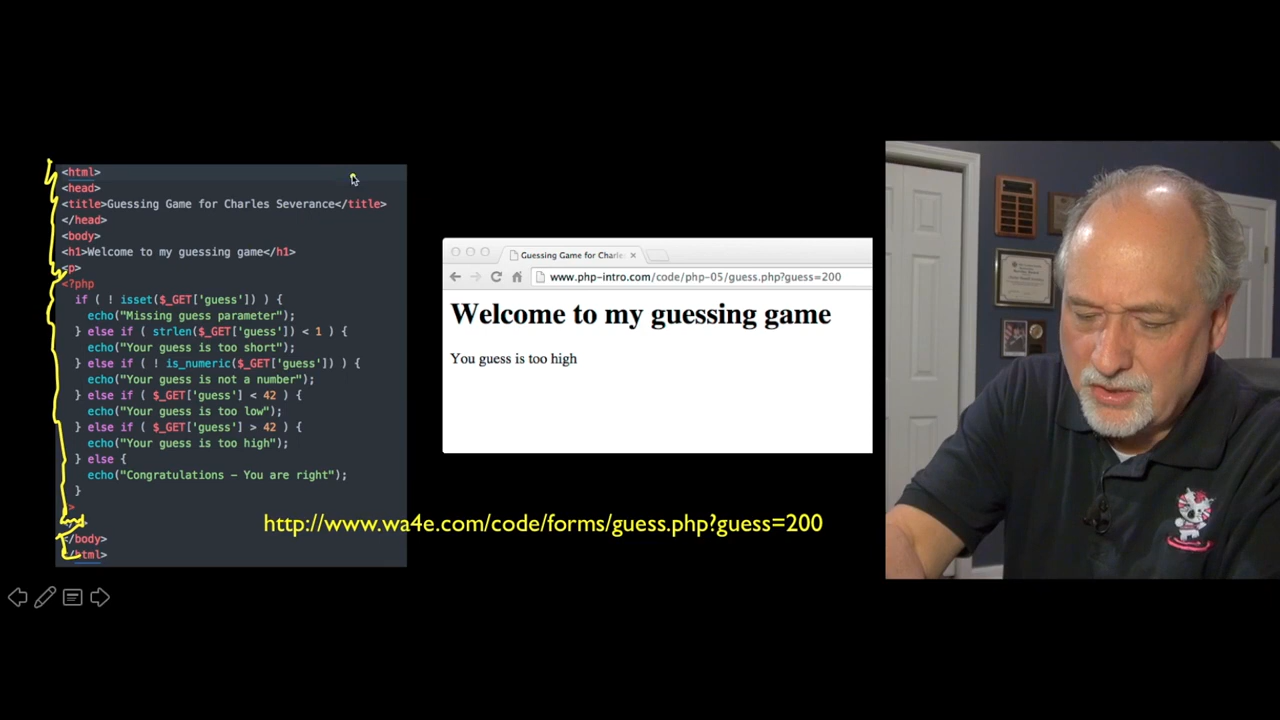 <html>
<head>
<title>Guessing Game for Charles Severance</title>
</head>
<body>
<h1>Welcome to my guessing game</h1>
<p>
<?php
if ( ! isset($_GET['guess']) ) {
echo("Missing guess parameter");
} else if ( strlen($_GET['guess']) < 1 ) {
echo("Your guess is too short");
} else if ( ! is_numeric($_GET['guess']) ) {
echo("Your guess is not a number");
} else if ( $_GET['guess'] < 42 ) {
echo("Your guess is too low");
} else if ( $_GET['guess'] > 42 ) {
echo("Your guess is too high");
} else {
echo("Congratulations - You are right");
}
>
</body>
</html>
Guessing Game for Charle
www.php-intro.com/code/php-05/guess.php?guess=200
Welcome to my guessing game
You guess is too high
http://www.wa4e.com/code/forms/guess.php?guess=200